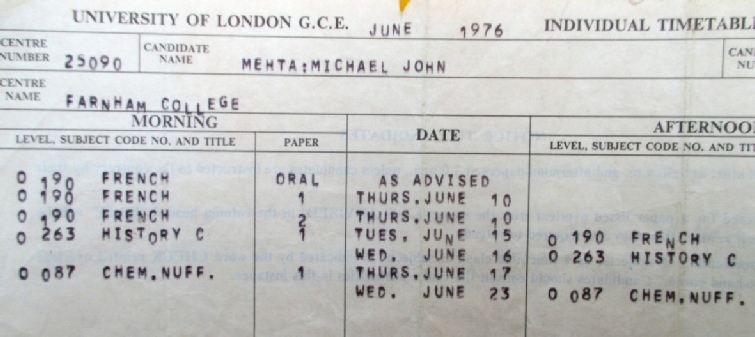 UNIVERSITY OF LONDON G.C.E. JUNE 1976 INDIVIDUAL TIMETABLE
CENTRE NUMBER 25090 CANDIDATE NAME MEHTA:MICHAEL JOHN
CENTRE NAME FARNHAM COLLEGE
MORNING DATE AFTERNOO
LEVEL, SUBJECT CODE NO. AND TITLE PAPER LEVEL, SUBJECT CODE NO. AND TIT
O 190 FRENCH ORAL AS ADVISED
O 190 FRENCH 1 THURS.JUNE 10
O 190 FRENCH 2 THURS.JUNE 10
O 263 HISTORY C 1 TUES. JUNE 15 O 190 FRENCH
WED. JUNE 16 O 263 HISTORY C
O 087 CHEM.NUFF. 1 THURS.JUNE 17
WED. JUNE 23 O 087 CHEM.NUFF.